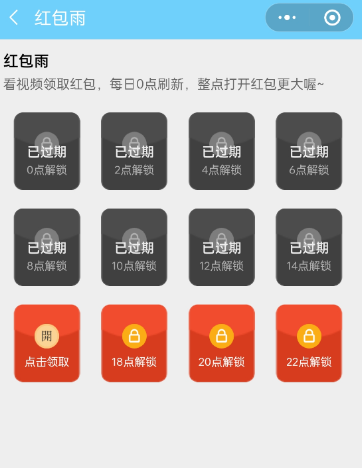 红包雨
红包雨
看视频领取红包，每日0点刷新，整点打开红包更大喔~
已过期 已过期 已过期 已过期
0点解锁 2点解锁 4点解锁 6点解锁
已过期 已过期 已过期 已过期
8点解锁 10点解锁 12点解锁 14点解锁
開
点击领取 18点解锁 20点解锁 22点解锁